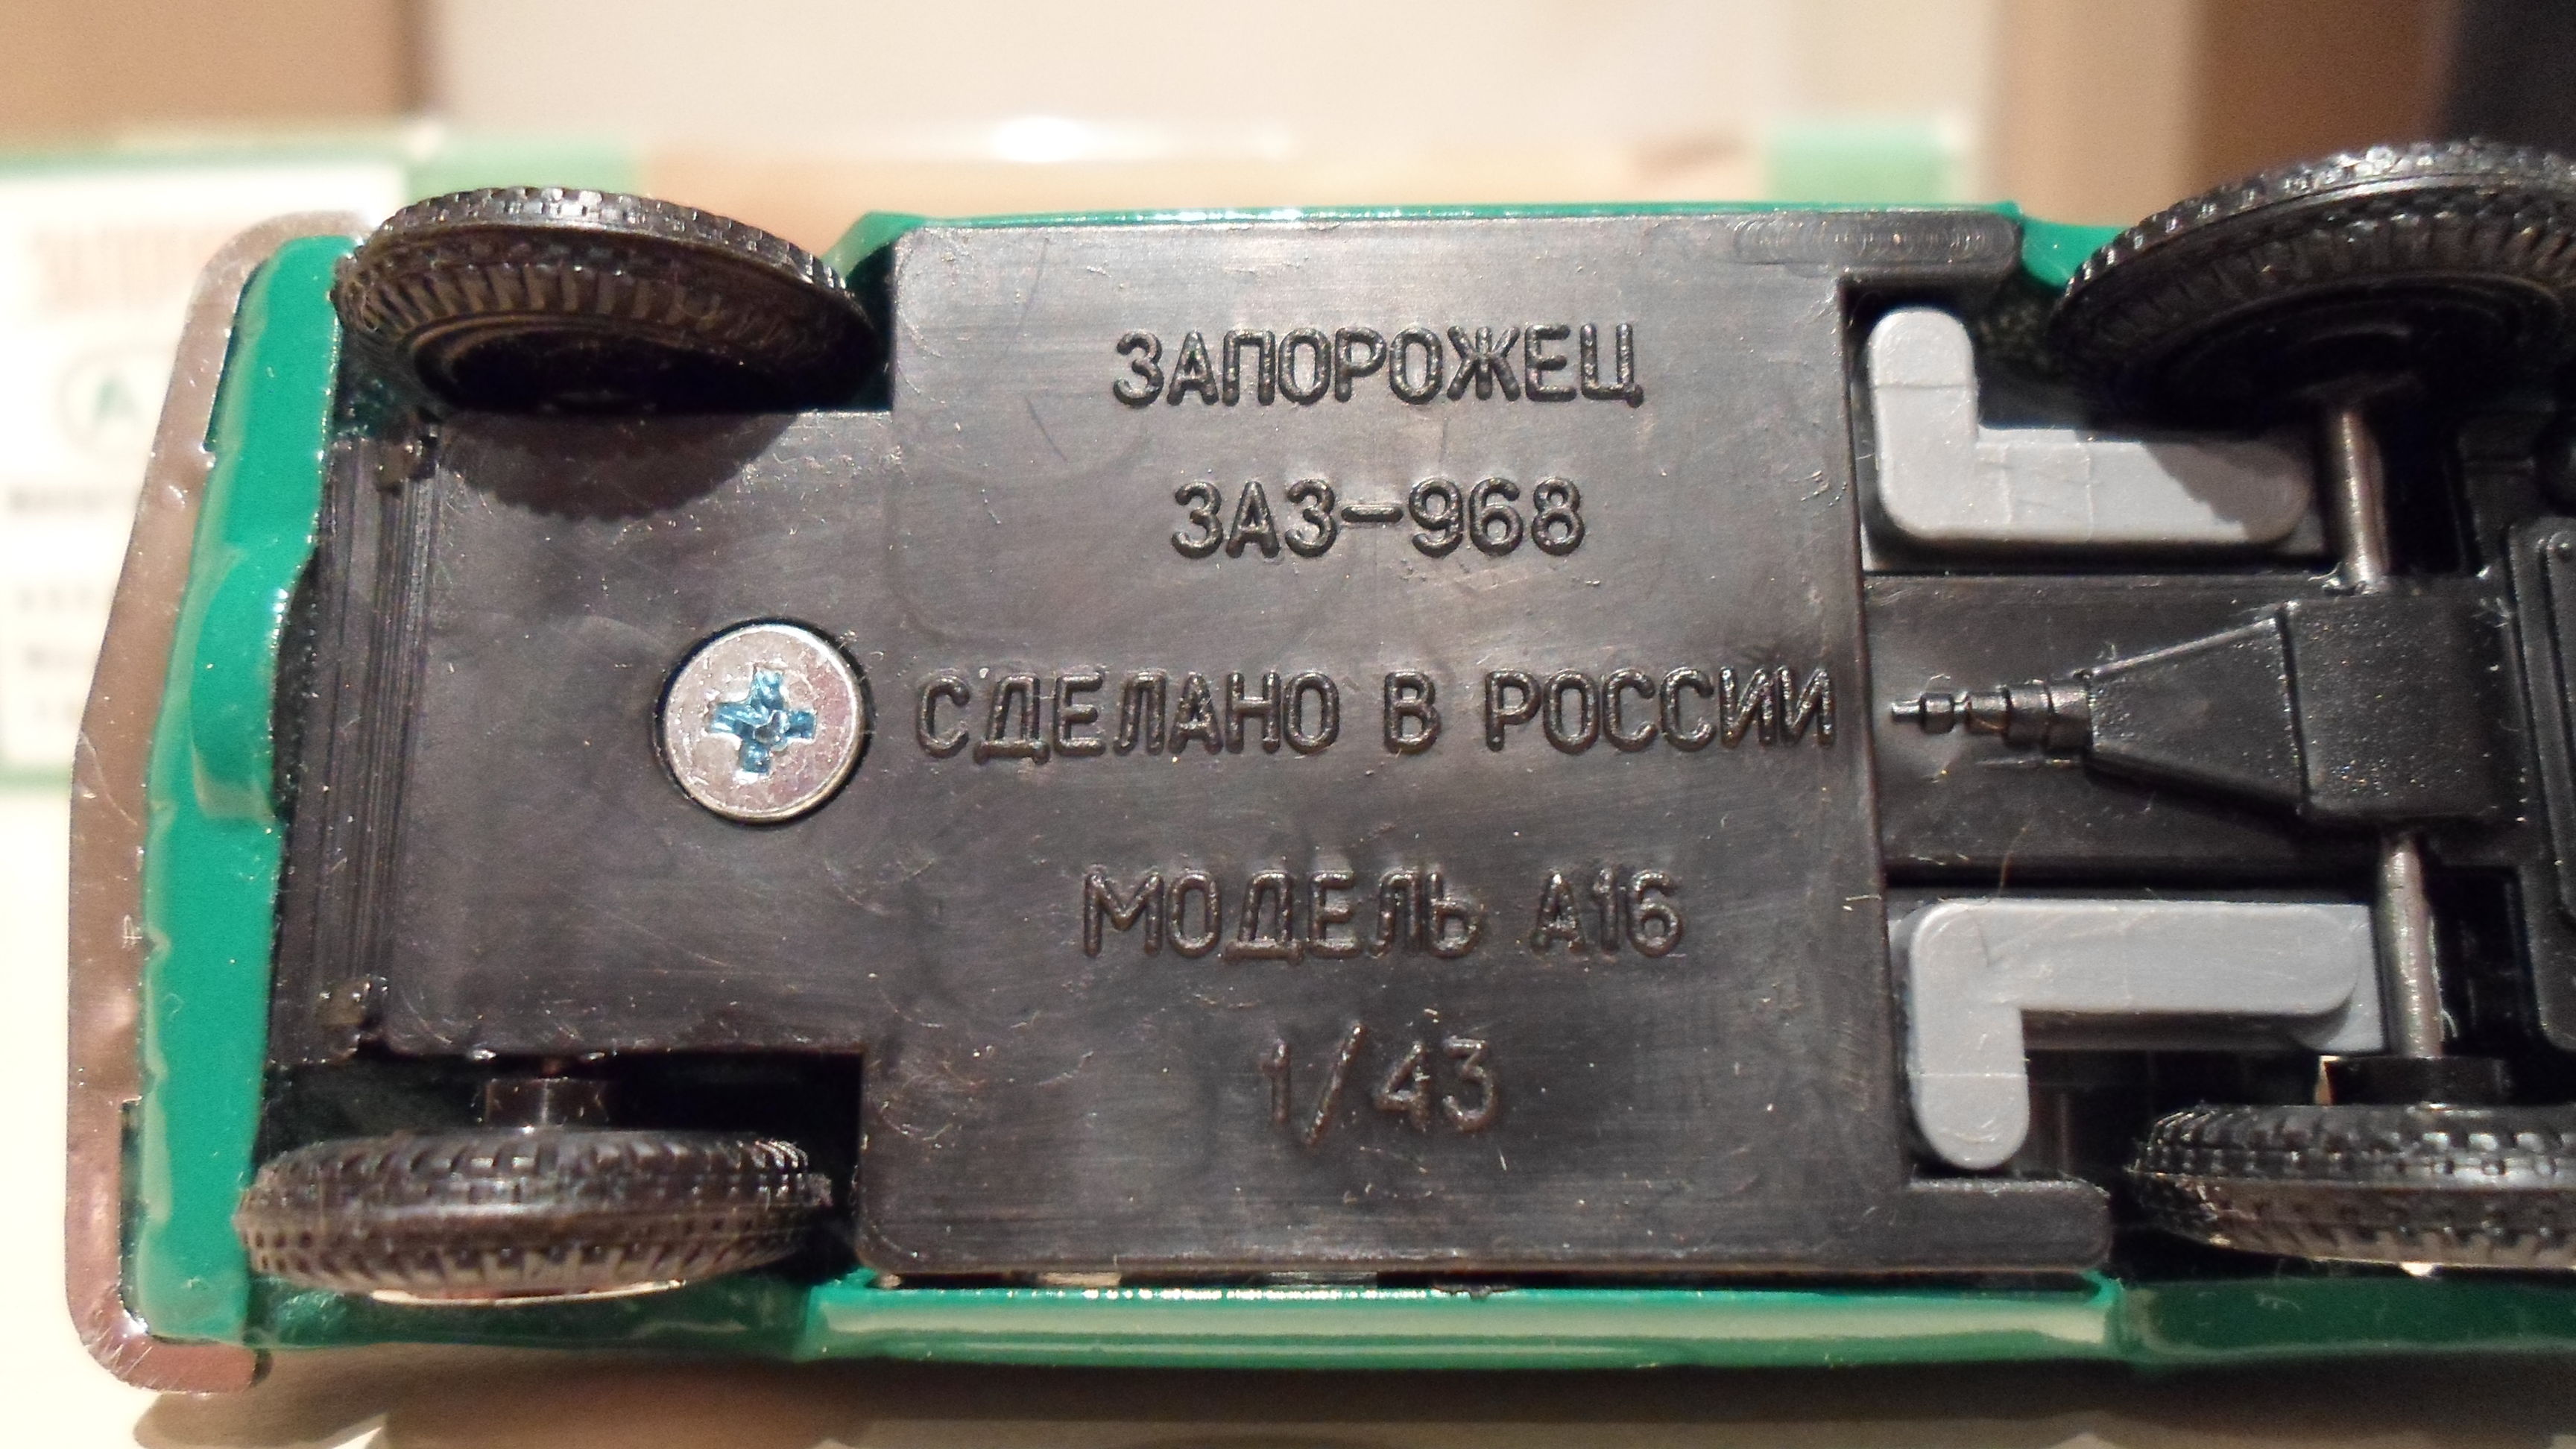 ЗАПОРОЖЕЦ
ЗАЗ-968
СДЕЛАНО В РОССИИ
МОДЕЛЬ А16
1/43